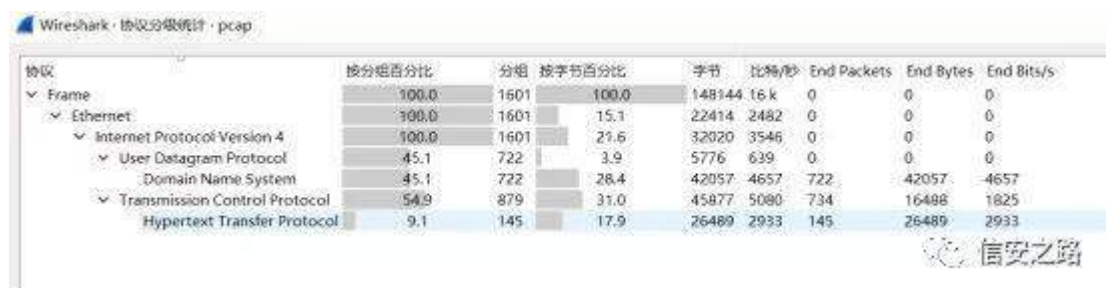 Wireshark · 协议分级统计 · pcap
协议 按分组百分比 分组 按字节百分比 字节 比特/秒 End Packets End Bytes End Bits/s
Frame 100.0 1601 100.0 148144 16 k 0 0 0
Ethernet 100.0 1601 15.1 22414 2482 0 0 0
Internet Protocol Version 4 100.0 1601 21.6 32020 3546 0 0 0
User Datagram Protocol 45.1 722 3.9 5776 639 0 0 0
Domain Name System 45.1 722 28.4 42057 4657 722 42057 4657
Transmission Control Protocol 54.9 879 31.0 45877 5080 734 16488 1825
Hypertext Transfer Protocol 9.1 145 17.9 26489 2933 145 26489 2933
信安之路